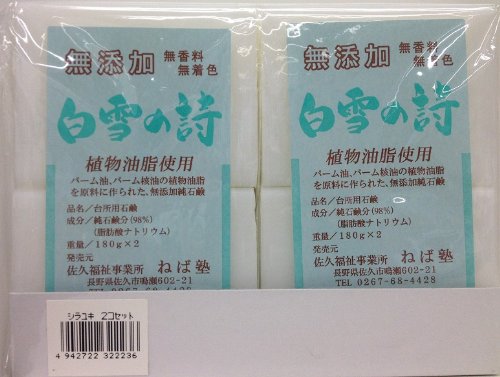 無添加
無香料
無着色
白雪の詩
植物油脂使用
パーム油、パーム核油の植物油脂
を原料に作られた、無添加純石鹸
品名／台所用石鹸
成分／純石鹸分(98%)
(脂肪酸ナトリウム)
重量／180g×2
発売元
佐久福祉事業所 ねば塾
長野県佐久市鳴瀬602-21
TEL 0267-68-4428
無添加
無香料
無着色
白雪の詩
植物油脂使用
パーム油、パーム核油の植物油脂
を原料に作られた、無添加純石鹸
品名／台所用石鹸
成分／純石鹸分(98%)
(脂肪酸ナトリウム)
重量／180g×2
発売元
佐久福祉事業所 ねば塾
長野県佐久市鳴瀬602-21
TEL 0267-68-4428
シラユキ 2コセット
4 942722 322236